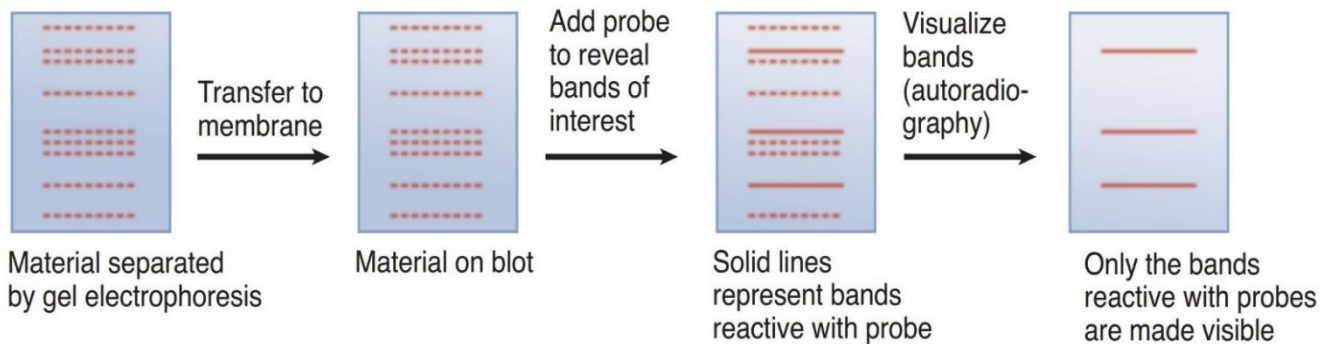 Transfer to
membrane
Add probe
to reveal
bands of
interest
Visualize
bands
(autoradio-
graphy)
Material separated
by gel electrophoresis
Material on blot
Solid lines
represent bands
reactive with probe
Only the bands
reactive with probes
are made visible